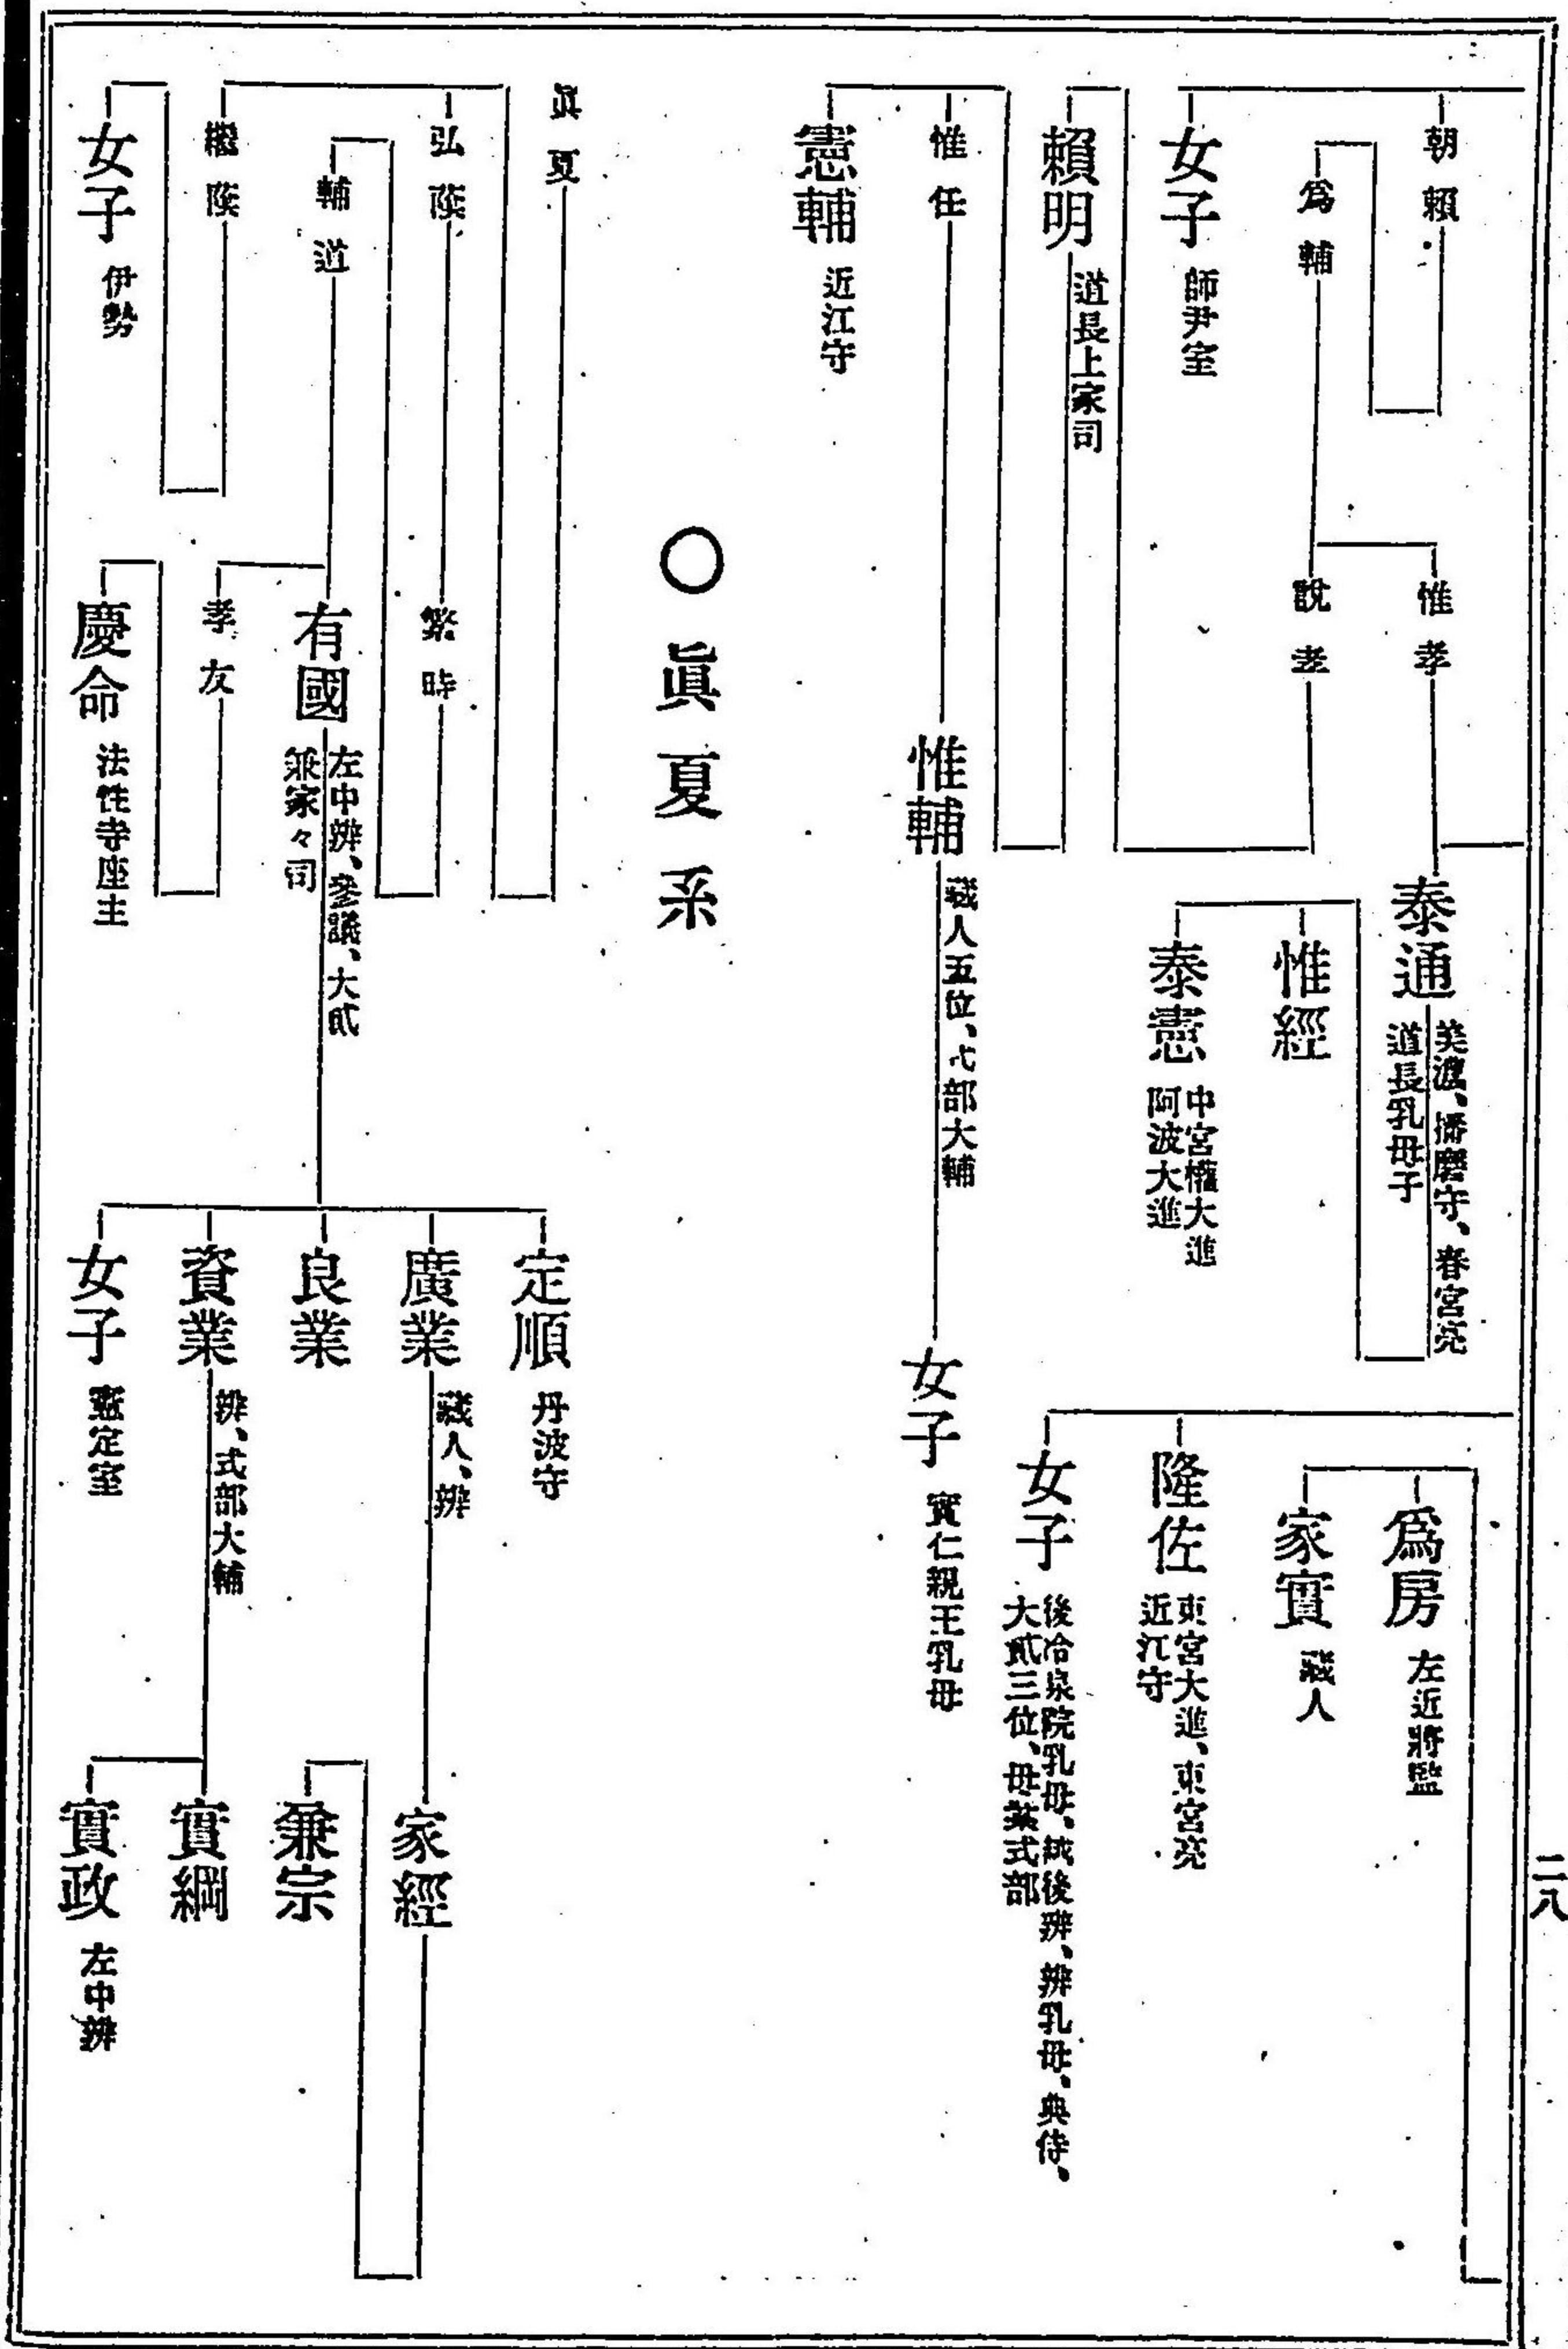 二八
朝賴
惟孝
泰通 美濃、播磨守、春宮亮
道長乳母子
爲房 左近將監
家實 藏人
爲輔
說孝
惟經
泰憲 中宮權大進
阿波大進
隆佐 東宮大進、東宮亮
近江守
女子 後冷泉院乳母、越後辨、辨乳母、典侍、
大貳三位、母紫式部
女子 師尹室
賴明 道長上家司
惟任
惟輔 藏人五位、式部大輔
女子 實仁親王乳母
憲輔 近江守
○眞夏系
眞夏
弘蔭
繁時
輔道
有國 左中辨、參議、大貳
兼家々司
定順 丹波守
廣業 藏人、辨
家經
兼宗
良業
資業 辨、式部大輔
實綱
實政 左中辨
女子 憲定室
孝友
慶命 法性寺座主
繼蔭
女子 伊勢